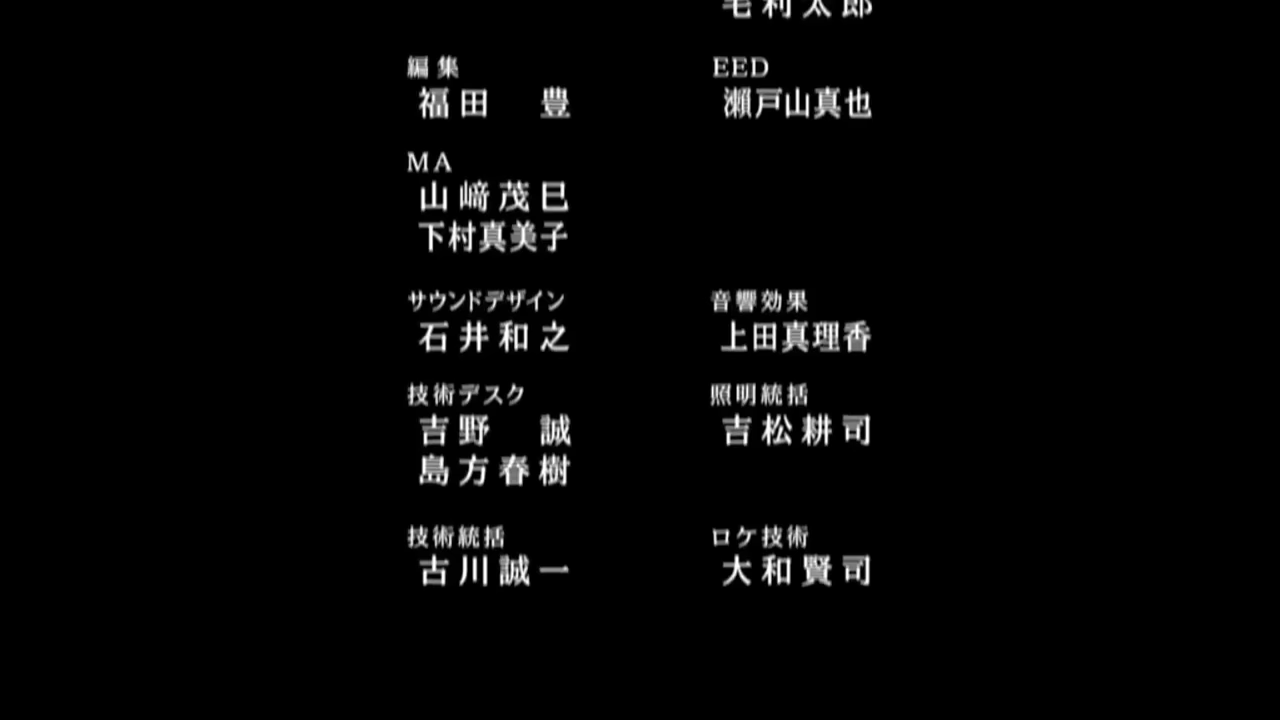 毛利太郎
編集
福田 豊
EED
瀬戸山真也
MA
山﨑茂巳
下村真美子
サウンドデザイン
石井和之
音響効果
上田真理香
技術デスク
吉野 誠
島方春樹
照明統括
吉松耕司
技術統括
古川誠一
ロケ技術
大和賢司